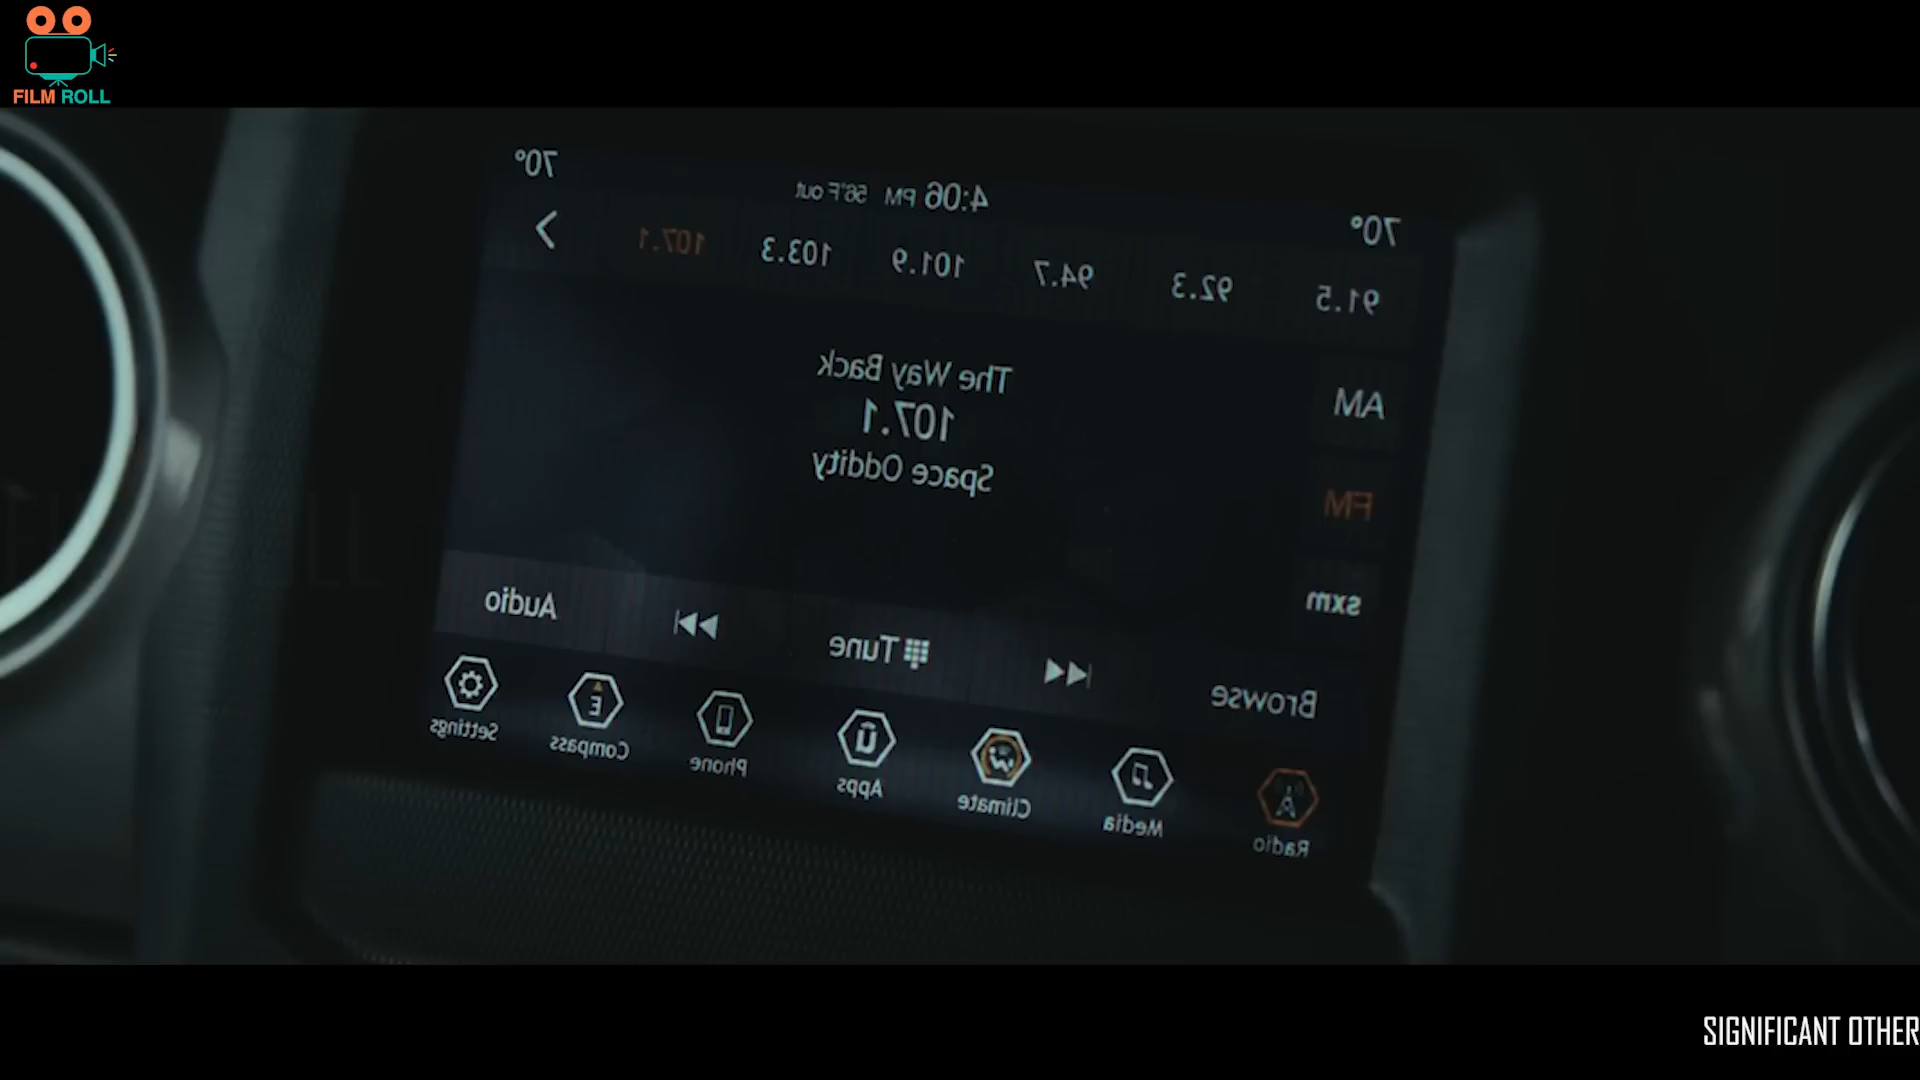 FILM ROLL
70°
4:06 PM 56°F out
70°
91.5
92.3
94.7
101.9
103.3
107.1
AM
FM
sxm
The Way Back
107.1
Space Oddity
Browse
Tune
Audio
Radio
Media
Climate
Apps
Phone
E
Compass
Settings
SIGNIFICANT OTHER